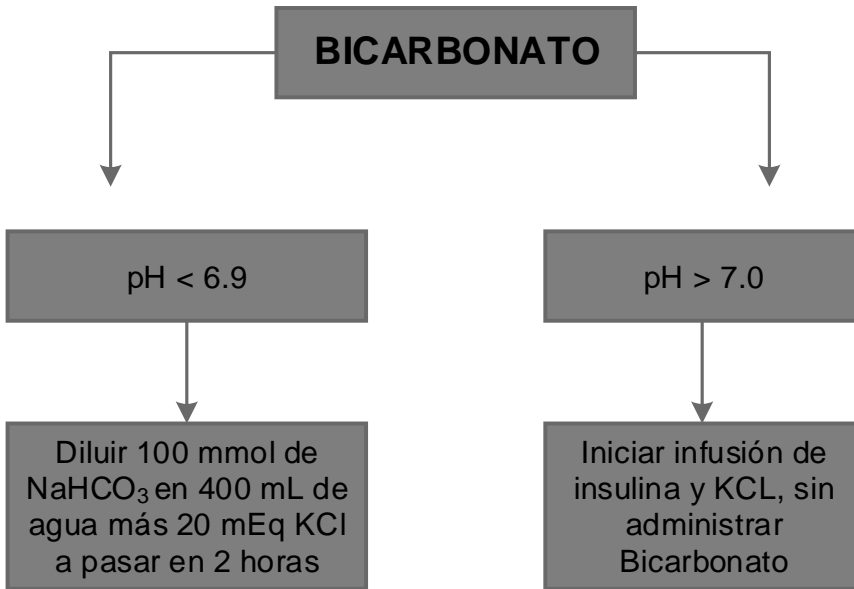 BICARBONATO
pH < 6.9
pH > 7.0
Diluir 100 mmol de
NaHCO₃ en 400 mL de
agua más 20 mEq KCl
a pasar en 2 horas
Iniciar infusión de
insulina y KCL, sin
administrar
Bicarbonato